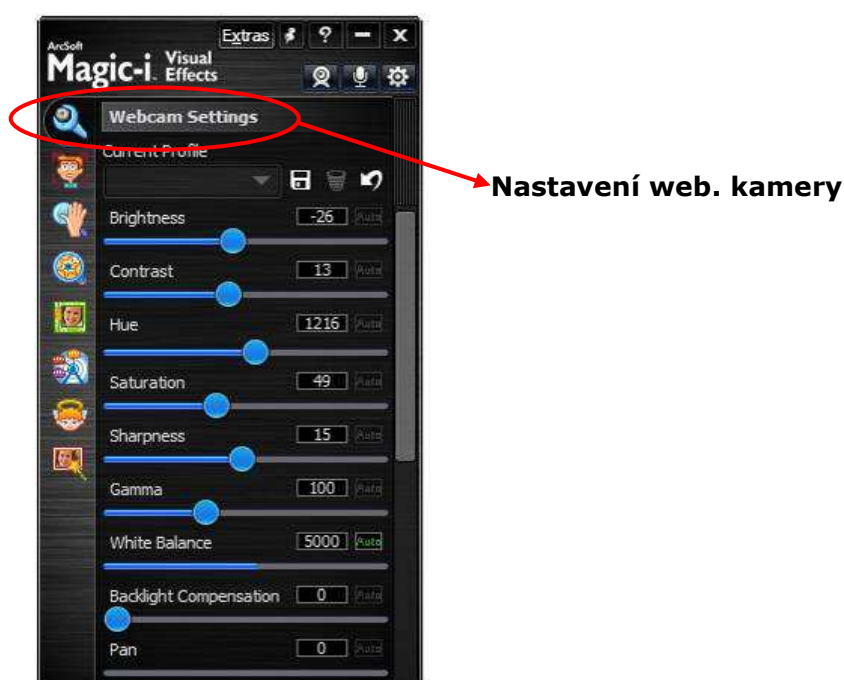 Extras ? − x
ArcSoft
Magic-i Visual
Effects
Webcam Settings
Current Profile
Nastavení web. kamery
Brightness -26 Auto
Contrast 13 Auto
Hue 1216 Auto
Saturation 49 Auto
Sharpness 15 Auto
Gamma 100 Auto
White Balance 5000 Auto
Backlight Compensation 0 Auto
Pan 0 Auto